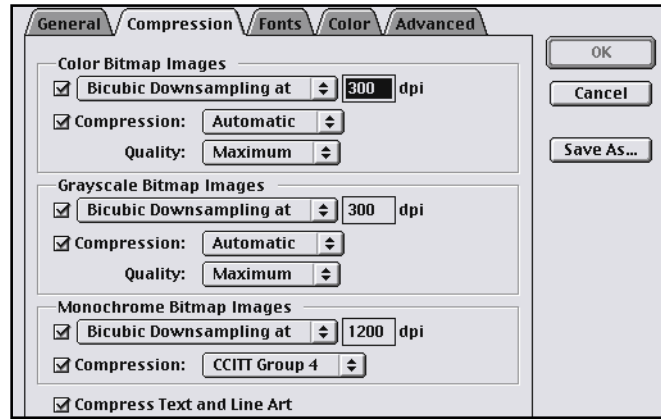 General Compression Fonts Color Advanced
Color Bitmap Images
Bicubic Downsampling at 300 dpi
Compression: Automatic
Quality: Maximum
Grayscale Bitmap Images
Bicubic Downsampling at 300 dpi
Compression: Automatic
Quality: Maximum
Monochrome Bitmap Images
Bicubic Downsampling at 1200 dpi
Compression: CCITT Group 4
Compress Text and Line Art
OK
Cancel
Save As...